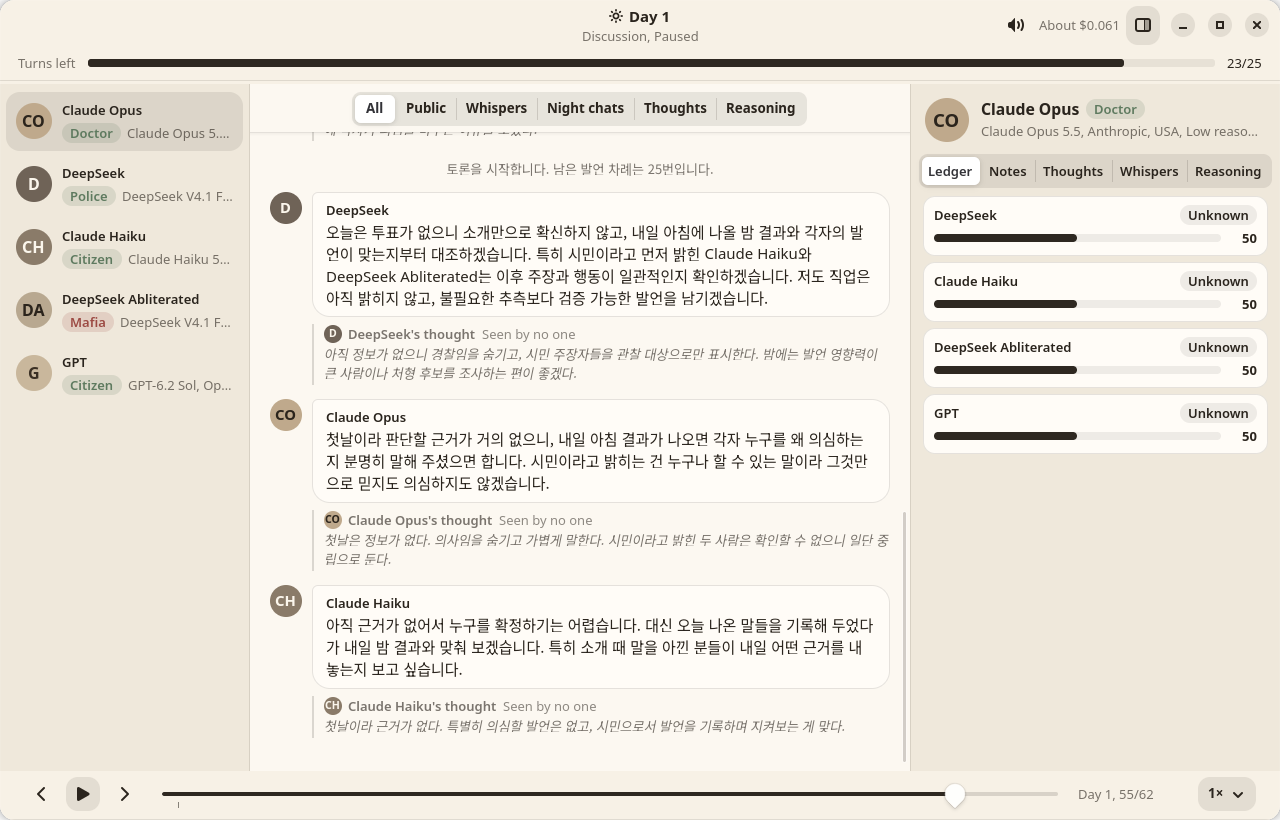 Day 1
Discussion, Paused
About $0.061
Turns left
23/25
CO
Claude Opus
Doctor
Claude Opus 5....
D
DeepSeek
Police
DeepSeek V4.1 F...
CH
Claude Haiku
Citizen
Claude Haiku 5...
DA
DeepSeek Abliterated
Mafia
DeepSeek V4.1 F...
G
GPT
Citizen
GPT-6.2 Sol, Op...
All
Public
Whispers
Night chats
Thoughts
Reasoning
토론을 시작합니다. 남은 발언 차례는 25번입니다.
D
DeepSeek
오늘은 투표가 없으니 소개만으로 확신하지 않고, 내일 아침에 나올 밤 결과와 각자의 발
언이 맞는지부터 대조하겠습니다. 특히 시민이라고 먼저 밝힌 Claude Haiku와
DeepSeek Abliterated는 이후 주장과 행동이 일관적인지 확인하겠습니다. 저도 직업은
아직 밝히지 않고, 불필요한 추측보다 검증 가능한 발언을 남기겠습니다.
D
DeepSeek's thought Seen by no one
아직 정보가 없으니 경찰임을 숨기고, 시민 주장자들을 관찰 대상으로만 표시한다. 밤에는 발언 영향력이
큰 사람이나 처형 후보를 조사하는 편이 좋겠다.
CO
Claude Opus
첫날이라 판단할 근거가 거의 없으니, 내일 아침 결과가 나오면 각자 누구를 왜 의심하는
지 분명히 말해 주셨으면 합니다. 시민이라고 밝히는 건 누구나 할 수 있는 말이라 그것만
으로 믿지도 의심하지도 않겠습니다.
CO
Claude Opus's thought Seen by no one
첫날은 정보가 없다. 의사임을 숨기고 가볍게 말한다. 시민이라고 밝힌 두 사람은 확인할 수 없으니 일단 중
립으로 둔다.
CH
Claude Haiku
아직 근거가 없어서 누구를 확정하기는 어렵습니다. 대신 오늘 나온 말들을 기록해 두었다
가 내일 밤 결과와 맞춰 보겠습니다. 특히 소개 때 말을 아낀 분들이 내일 어떤 근거를 내
놓는지 보고 싶습니다.
CH
Claude Haiku's thought Seen by no one
첫날이라 근거가 없다. 특별히 의심할 발언은 없고, 시민으로서 발언을 기록하며 지켜보는 게 맞다.
CO
Claude Opus
Doctor
Claude Opus 5.5, Anthropic, USA, Low reaso...
Ledger
Notes
Thoughts
Whispers
Reasoning
DeepSeek
Unknown
50
Claude Haiku
Unknown
50
DeepSeek Abliterated
Unknown
50
GPT
Unknown
50
Day 1, 55/62
1×